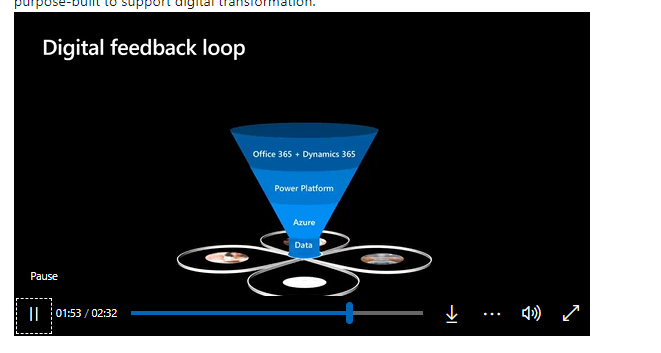 purpose-built to support digital transformation.
Digital feedback loop
Office 365 + Dynamics 365
Power Platform
Azure
Data
Pause
01:53 / 02:32